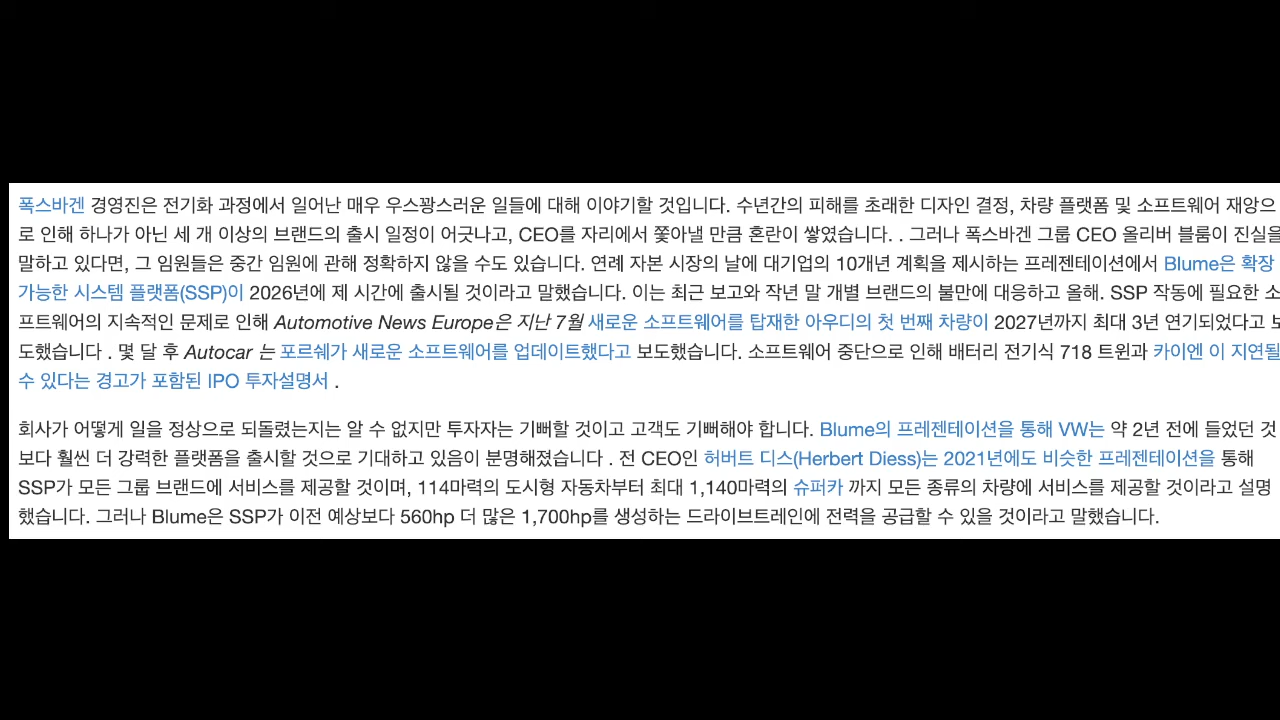 폭스바겐 경영진은 전기화 과정에서 일어난 매우 우스꽝스러운 일들에 대해 이야기할 것입니다. 수년간의 피해를 초래한 디자인 결정, 차량 플랫폼 및 소프트웨어 재앙으
로 인해 하나가 아닌 세 개 이상의 브랜드의 출시 일정이 어긋나고, CEO를 자리에서 쫓아낼 만큼 혼란이 쌓였습니다. . 그러나 폭스바겐 그룹 CEO 올리버 블룸이 진실을
말하고 있다면, 그 임원들은 중간 임원에 관해 정확하지 않을 수도 있습니다. 연례 자본 시장의 날에 대기업의 10개년 계획을 제시하는 프레젠테이션에서 Blume은 확장
가능한 시스템 플랫폼(SSP)이 2026년에 제 시간에 출시될 것이라고 말했습니다. 이는 최근 보고와 작년 말 개별 브랜드의 불만에 대응하고 올해. SSP 작동에 필요한 소
프트웨어의 지속적인 문제로 인해 Automotive News Europe은 지난 7월 새로운 소프트웨어를 탑재한 아우디의 첫 번째 차량이 2027년까지 최대 3년 연기되었다고 보
도했습니다 . 몇 달 후 Autocar 는 포르쉐가 새로운 소프트웨어를 업데이트했다고 보도했습니다. 소프트웨어 중단으로 인해 배터리 전기식 718 트윈과 카이엔 이 지연될
수 있다는 경고가 포함된 IPO 투자설명서 .
회사가 어떻게 일을 정상으로 되돌렸는지는 알 수 없지만 투자자는 기뻐할 것이고 고객도 기뻐해야 합니다. Blume의 프레젠테이션을 통해 VW는 약 2년 전에 들었던 것
보다 훨씬 더 강력한 플랫폼을 출시할 것으로 기대하고 있음이 분명해졌습니다 . 전 CEO인 허버트 디스(Herbert Diess)는 2021년에도 비슷한 프레젠테이션을 통해
SSP가 모든 그룹 브랜드에 서비스를 제공할 것이며, 114마력의 도시형 자동차부터 최대 1,140마력의 슈퍼카 까지 모든 종류의 차량에 서비스를 제공할 것이라고 설명
했습니다. 그러나 Blume은 SSP가 이전 예상보다 560hp 더 많은 1,700hp를 생성하는 드라이브트레인에 전력을 공급할 수 있을 것이라고 말했습니다.